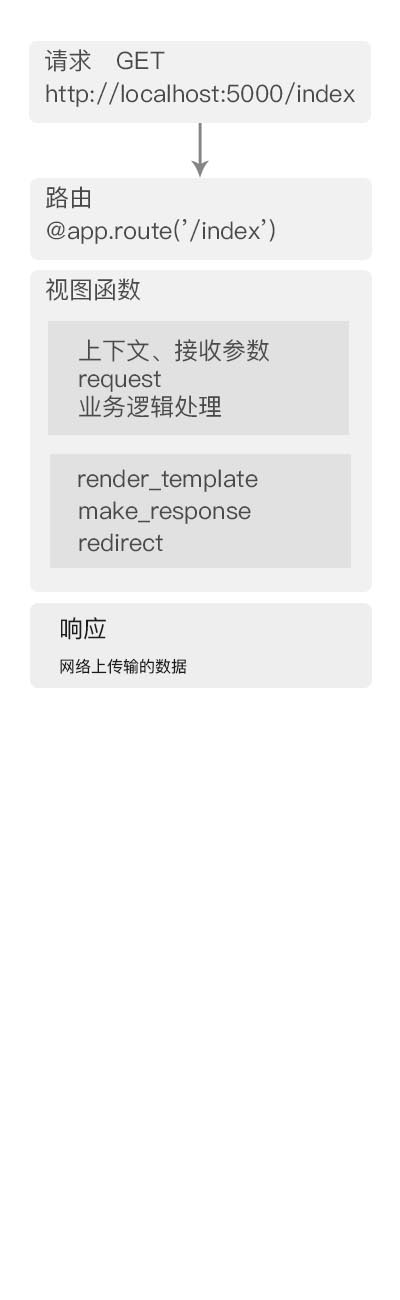 请求 GET
http://localhost:5000/index
路由
@app.route('/index')
视图函数
上下文、接收参数
request
业务逻辑处理
render_template
make_response
redirect
响应
网络上传输的数据